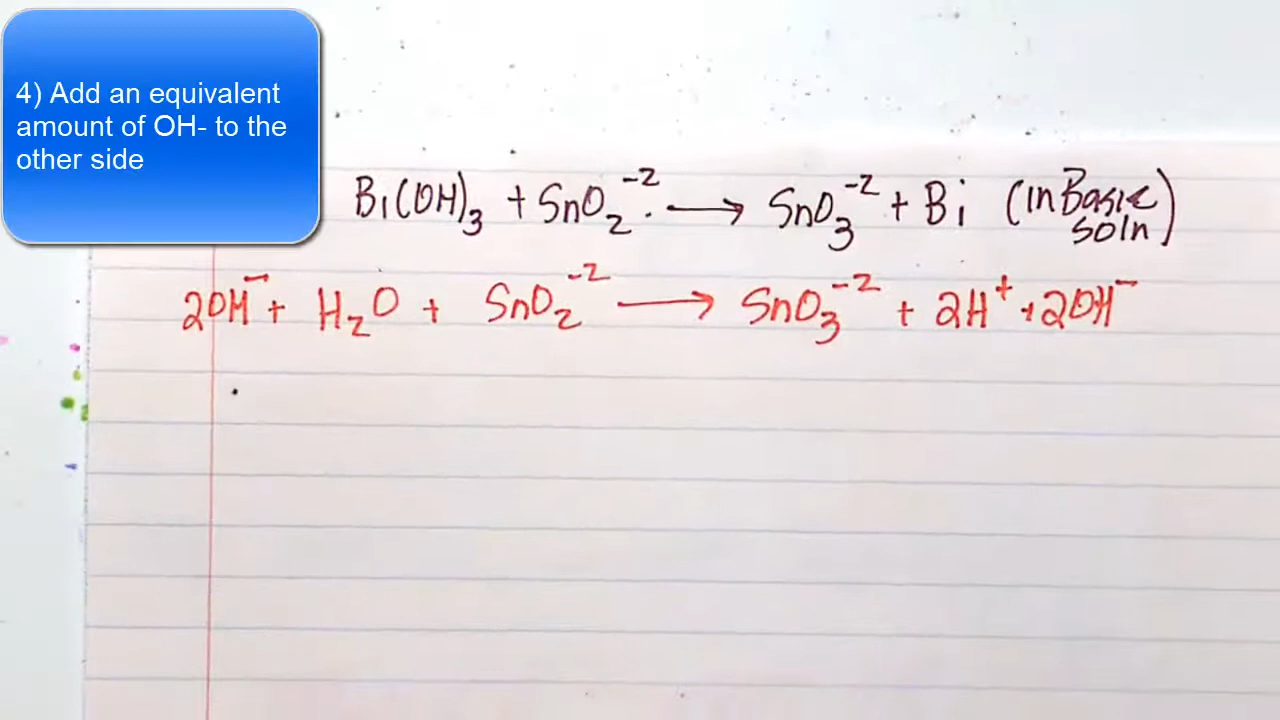 4) Add an equivalent
amount of OH- to the
other side
Bi(OH)₃ + SnO₂⁻² ⟶ SnO₃⁻² + Bi (in Basic
soln)
2OH⁻ + H₂O + SnO₂⁻² ⟶ SnO₃⁻² + 2H⁺ + 2OH⁻